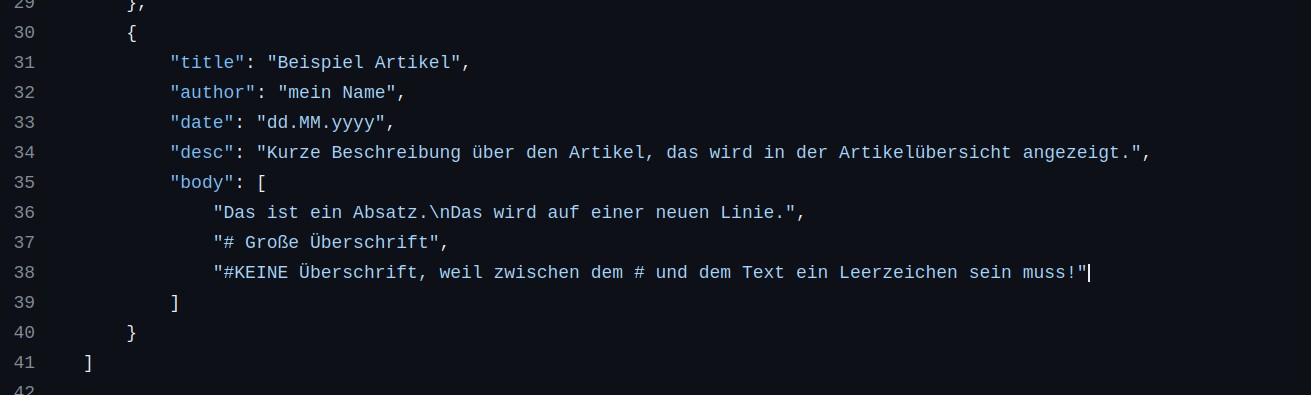 29 },
30 {
31 "title": "Beispiel Artikel",
32 "author": "mein Name",
33 "date": "dd.MM.yyyy",
34 "desc": "Kurze Beschreibung über den Artikel, das wird in der Artikelübersicht angezeigt.",
35 "body": [
36 "Das ist ein Absatz.\nDas wird auf einer neuen Linie.",
37 "# Große Überschrift",
38 "#KEINE Überschrift, weil zwischen dem # und dem Text ein Leerzeichen sein muss!"
39 ]
40 }
41 ]
42